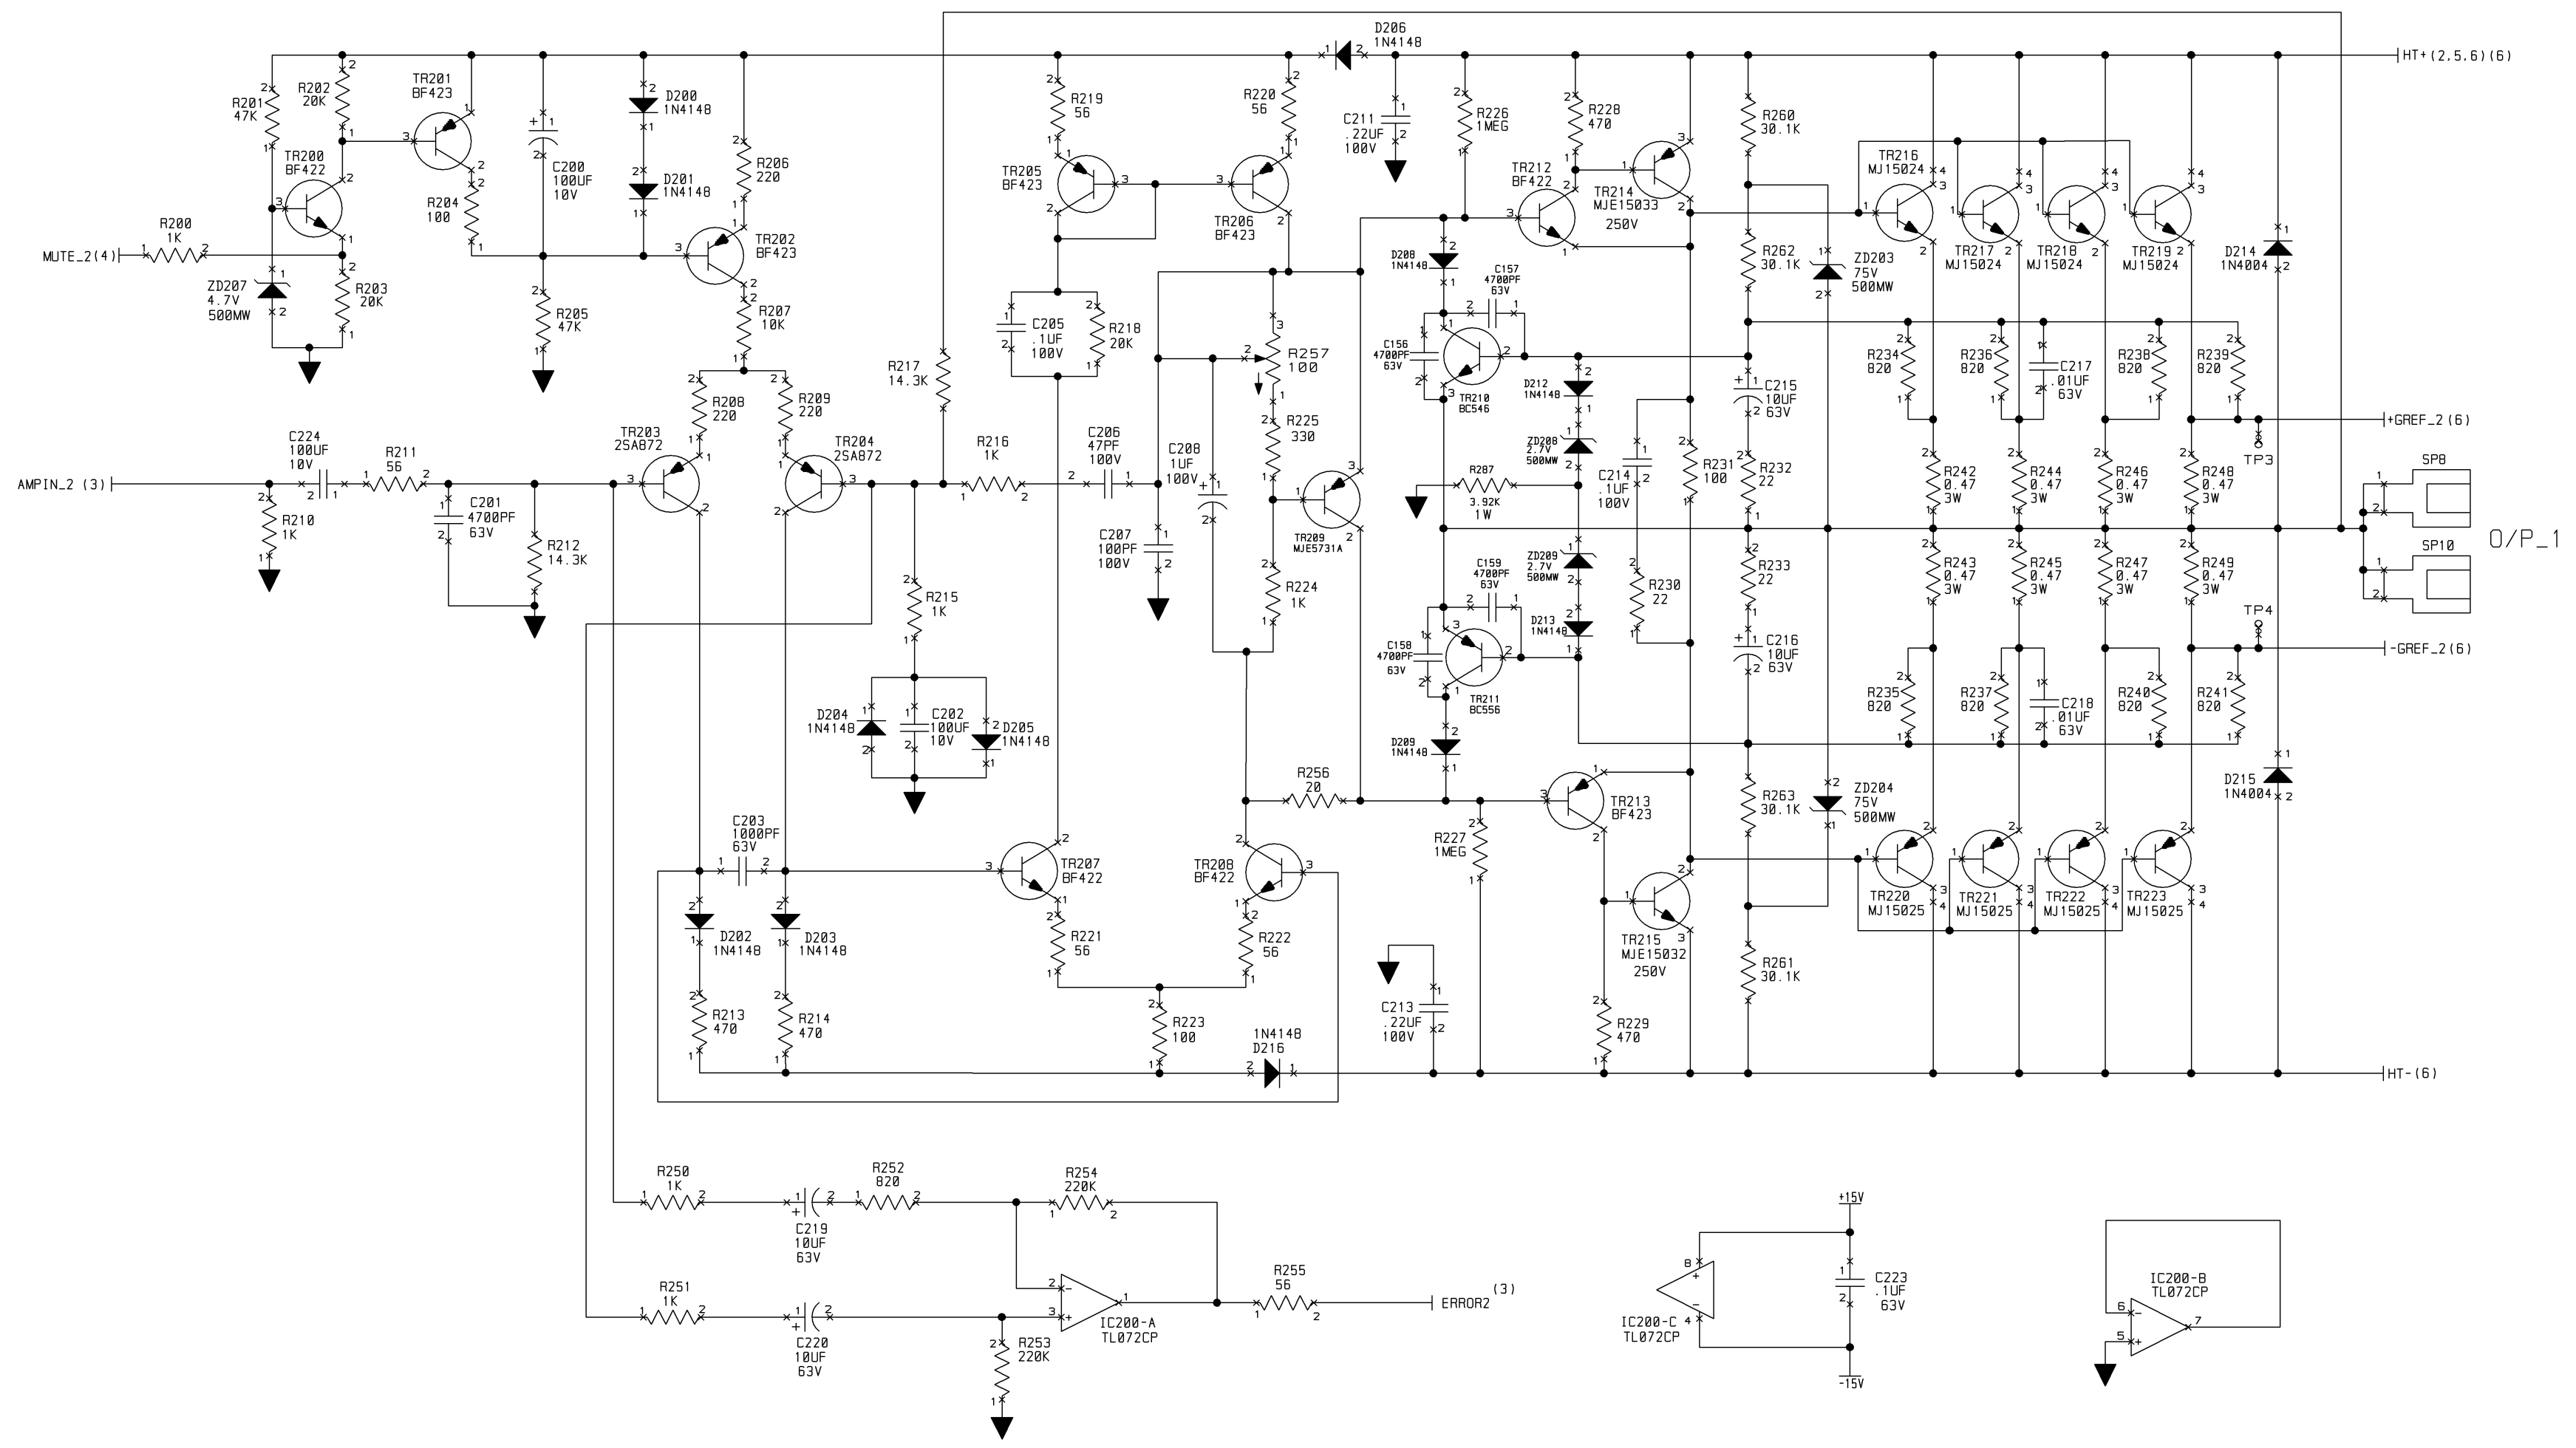 D206
1N4148
HT+(2,5,6)(6)
R201
47K
R202
20K
TR201
BF423
TR200
BF422
R204
100
C200
100UF
10V
D200
1N4148
D201
1N4148
R206
220
TR202
BF423
R219
56
R220
56
TR205
BF423
TR206
BF423
C211
.22UF
100V
R226
1MEG
R228
470
TR212
BF422
TR214
MJE15033
250V
R260
30.1K
R262
30.1K
ZD203
75V
500MW
TR216
MJ15024
TR217
MJ15024
TR218
MJ15024
TR219
MJ15024
D214
1N4004
MUTE_2(4)
R200
1K
ZD207
4.7V
500MW
R203
20K
R205
47K
R207
10K
R208
220
R209
220
R217
14.3K
C205
.1UF
100V
R218
20K
R257
100
R225
330
D208
1N4148
C157
4700PF
63V
C156
4700PF
63V
TR210
BC546
D212
1N4148
ZD208
2.7V
500MW
R287
3.92K
1W
C214
.1UF
100V
R231
100
C215
10UF
63V
R232
22
R234
820
R236
820
C217
.01UF
63V
R238
820
R239
820
+GREF_2(6)
TP3
R242
0.47
3W
R244
0.47
3W
R246
0.47
3W
R248
0.47
3W
SP8
SP10
O/P_1
AMPIN_2 (3)
C224
100UF
10V
R211
56
R210
1K
C201
4700PF
63V
R212
14.3K
TR203
2SA872
TR204
2SA872
R216
1K
C206
47PF
100V
C208
1UF
100V
C207
100PF
100V
TR209
MJE5731A
R224
1K
R215
1K
D204
1N4148
C202
100UF
10V
D205
1N4148
C159
4700PF
63V
C158
4700PF
63V
TR211
BC556
ZD209
2.7V
500MW
D213
1N4148
R230
22
R233
22
C216
10UF
63V
R243
0.47
3W
R245
0.47
3W
R247
0.47
3W
R249
0.47
3W
TP4
-GREF_2(6)
R235
820
R237
820
C218
.01UF
63V
R240
820
R241
820
D209
1N4148
R256
20
TR213
BF423
R227
1MEG
R263
30.1K
ZD204
75V
500MW
D215
1N4004
C203
1000PF
63V
TR207
BF422
TR208
BF422
D202
1N4148
D203
1N4148
R221
56
R222
56
R213
470
R214
470
R223
100
1N4148
D216
C213
.22UF
100V
R229
470
TR215
MJE15032
250V
R261
30.1K
TR220
MJ15025
TR221
MJ15025
TR222
MJ15025
TR223
MJ15025
HT-(6)
R250
1K
C219
10UF
63V
R252
820
R254
220K
R251
1K
C220
10UF
63V
R253
220K
IC200-A
TL072CP
R255
56
ERROR2
(3)
+15V
IC200-C
TL072CP
C223
.1UF
63V
-15V
IC200-B
TL072CP